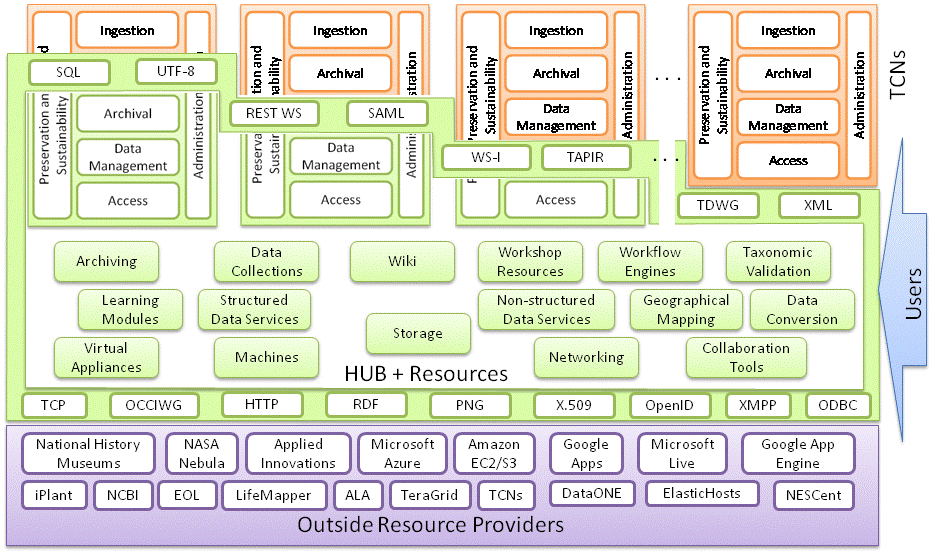 Ingestion
Ingestion
Ingestion
Ingestion
Archival
Archival
Archival
Data
Management
Data
Management
Access
Preservation and
Sustainability
Administration
Preservation and
Sustainability
Administration
Administration
Administration
. . .
TCNs
SQL
UTF-8
REST WS
SAML
WS-I
TAPIR
. . .
TDWG
XML
Preservation and
Sustainability
Archival
Data
Management
Access
Administration
Data
Management
Access
Access
Users
Archiving
Data
Collections
Wiki
Workshop
Resources
Workflow
Engines
Taxonomic
Validation
Learning
Modules
Structured
Data Services
Storage
Non-structured
Data Services
Geographical
Mapping
Data
Conversion
Virtual
Appliances
Machines
Networking
Collaboration
Tools
HUB + Resources
TCP
OCCIWG
HTTP
RDF
PNG
X.509
OpenID
XMPP
ODBC
National History
Museums
NASA
Nebula
Applied
Innovations
Microsoft
Azure
Amazon
EC2/S3
Google
Apps
Microsoft
Live
Google App
Engine
iPlant
NCBI
EOL
LifeMapper
ALA
TeraGrid
TCNs
DataONE
ElasticHosts
NESCent
Outside Resource Providers